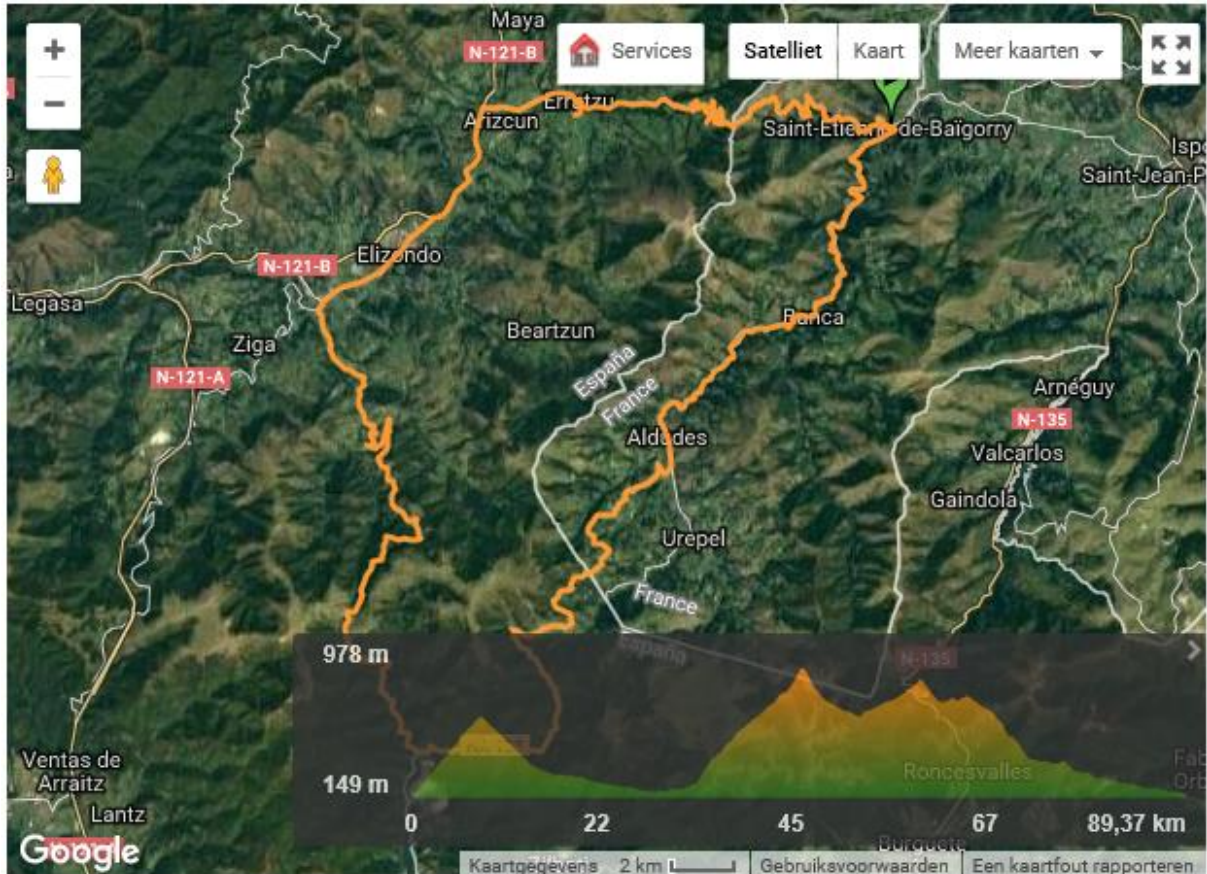 Maya
N-121-B
Services
Satelliet
Kaart
Meer kaarten
Erratzu
Arizcun
Saint-Etienne-de-Baïgorry
Saint-Jean-P
Elizondo
N-121-B
Legasa
Ziga
Beartzun
Banca
N-121-A
España
France
Arnéguy
N-135
Aldudes
Valcarlos
Gaindola
Urepel
France
España
N-135
978 m
149 m
Roncesvalles
Ventas de
Arraitz
Lantz
0 22 45 67 89,37 km
Burguete
Google
Kaartgegevens 2 km Gebruiksvoorwaarden Een kaartfout rapporteren